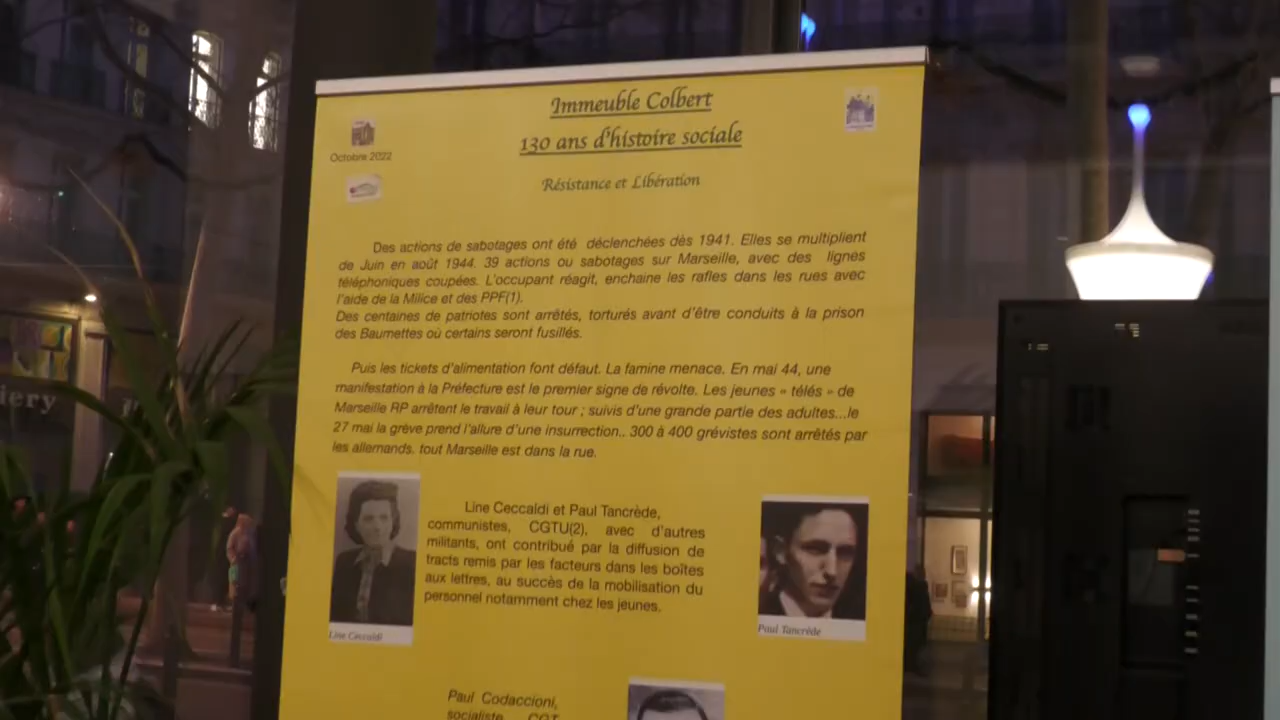 Immeuble Colbert
130 ans d'histoire sociale
Octobre 2022
Résistance et Libération
Des actions de sabotages ont été déclenchées dès 1941. Elles se multiplient
de Juin en août 1944. 39 actions ou sabotages sur Marseille, avec des lignes
téléphoniques coupées. L'occupant réagit, enchaine les rafles dans les rues avec
l'aide de la Milice et des PPF(1).
Des centaines de patriotes sont arrêtés, torturés avant d'être conduits à la prison
des Baumettes où certains seront fusillés.
Puis les tickets d'alimentation font défaut. La famine menace. En mai 44, une
manifestation à la Préfecture est le premier signe de révolte. Les jeunes « télés » de
Marseille RP arrêtent le travail à leur tour ; suivis d'une grande partie des adultes...le
27 mai la grève prend l'allure d'une insurrection.. 300 à 400 grévistes sont arrêtés par
les allemands. tout Marseille est dans la rue.
Line Ceccaldi et Paul Tancrède,
communistes, CGTU(2), avec d'autres
militants, ont contribué par la diffusion de
tracts remis par les facteurs dans les boîtes
aux lettres, au succès de la mobilisation du
personnel notamment chez les jeunes.
Line Ceccaldi
Paul Tancrède
Paul Codaccioni,
socialiste, CGT
iery